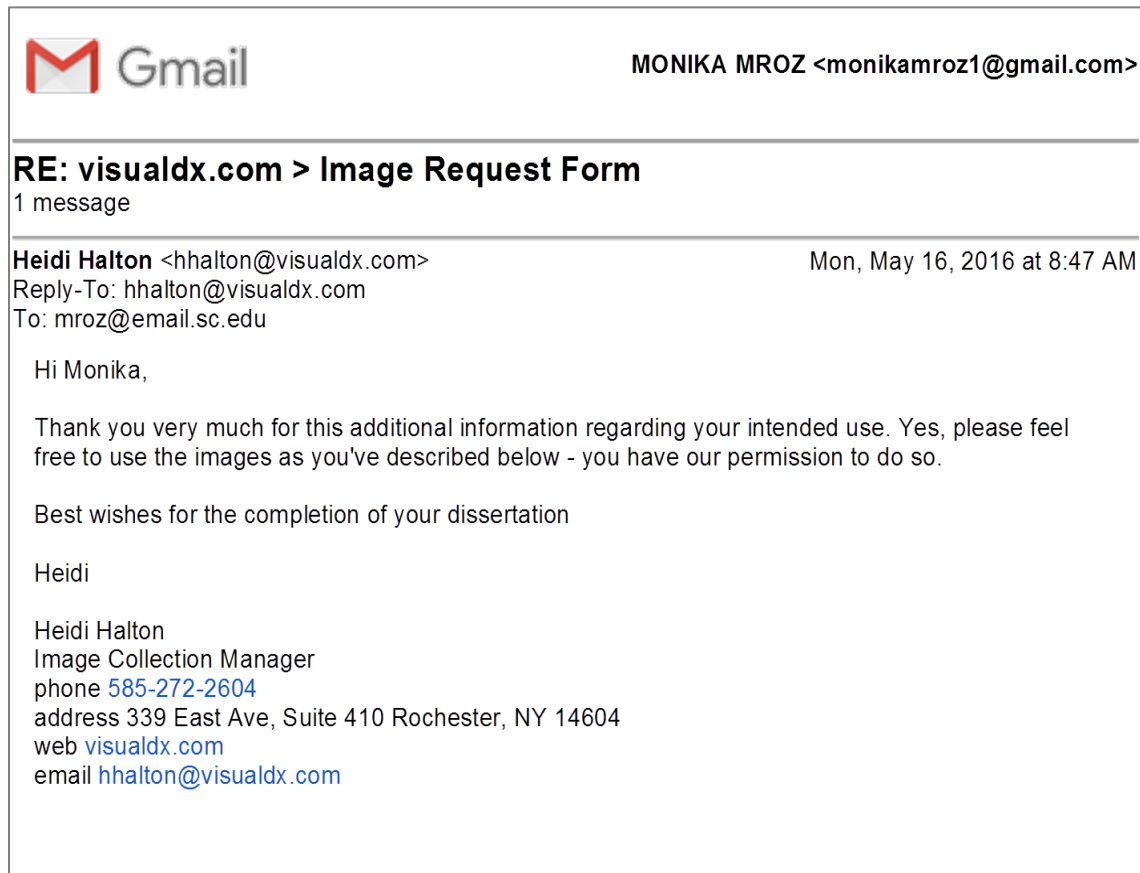 Gmail
MONIKA MROZ <monikamroz1@gmail.com>
RE: visualdx.com > Image Request Form
1 message
Heidi Halton <hhalton@visualdx.com>
Mon, May 16, 2016 at 8:47 AM
Reply-To: hhalton@visualdx.com
To: mroz@email.sc.edu
Hi Monika,
Thank you very much for this additional information regarding your intended use. Yes, please feel
free to use the images as you've described below - you have our permission to do so.
Best wishes for the completion of your dissertation
Heidi
Heidi Halton
Image Collection Manager
phone 585-272-2604
address 339 East Ave, Suite 410 Rochester, NY 14604
web visualdx.com
email hhalton@visualdx.com